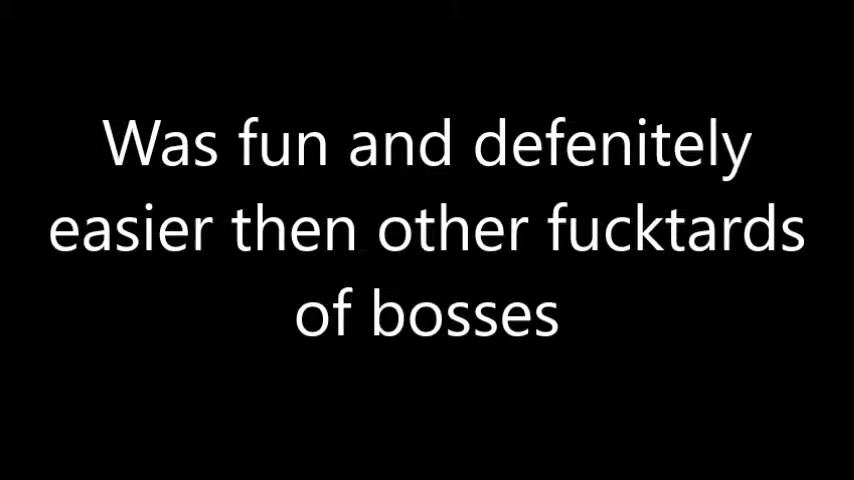 Was fun and defenitely
easier then other fucktards
of bosses